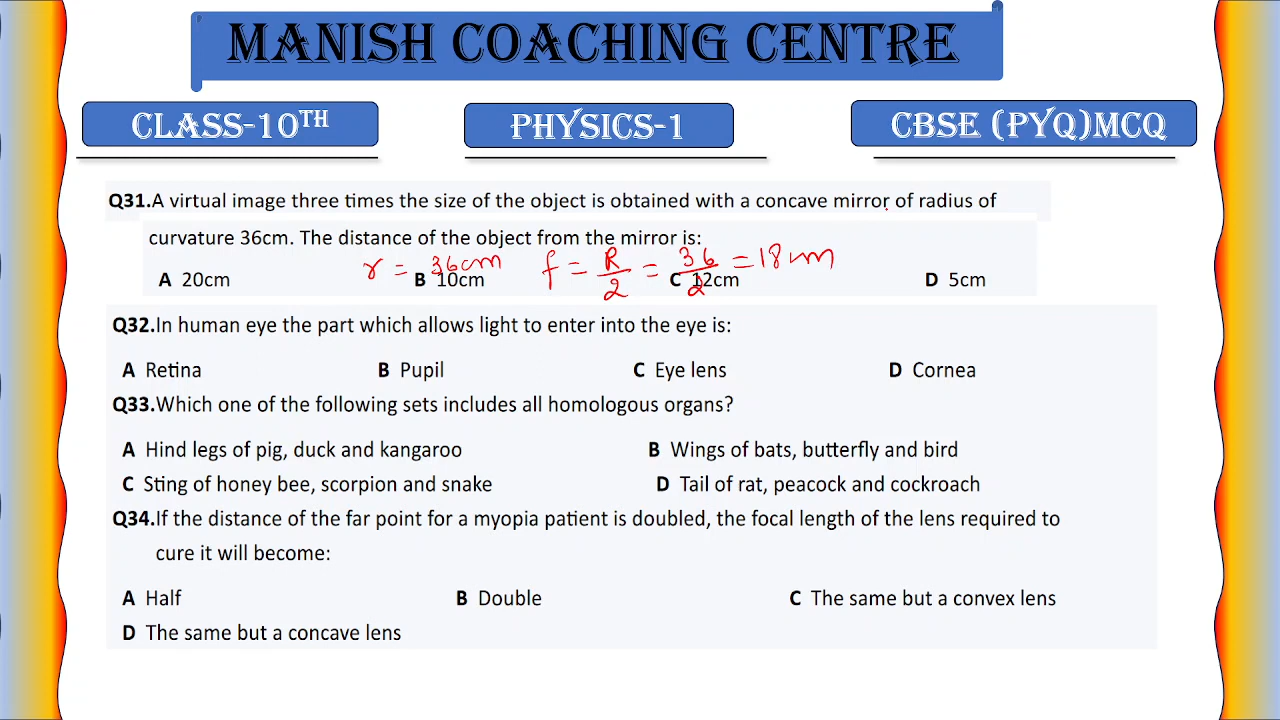 MANISH COACHING CENTRE
CLASS-10TH PHYSICS-1 CBSE (PYQ)MCQ
Q31.A virtual image three times the size of the object is obtained with a concave mirror of radius of
curvature 36cm. The distance of the object from the mirror is:
r = 36cm f = R/2 = 36/2 = 18cm
A 20cm B 10cm C 12cm D 5cm
Q32.In human eye the part which allows light to enter into the eye is:
A Retina B Pupil C Eye lens D Cornea
Q33.Which one of the following sets includes all homologous organs?
A Hind legs of pig, duck and kangaroo B Wings of bats, butterfly and bird
C Sting of honey bee, scorpion and snake D Tail of rat, peacock and cockroach
Q34.If the distance of the far point for a myopia patient is doubled, the focal length of the lens required to
cure it will become:
A Half B Double C The same but a convex lens
D The same but a concave lens